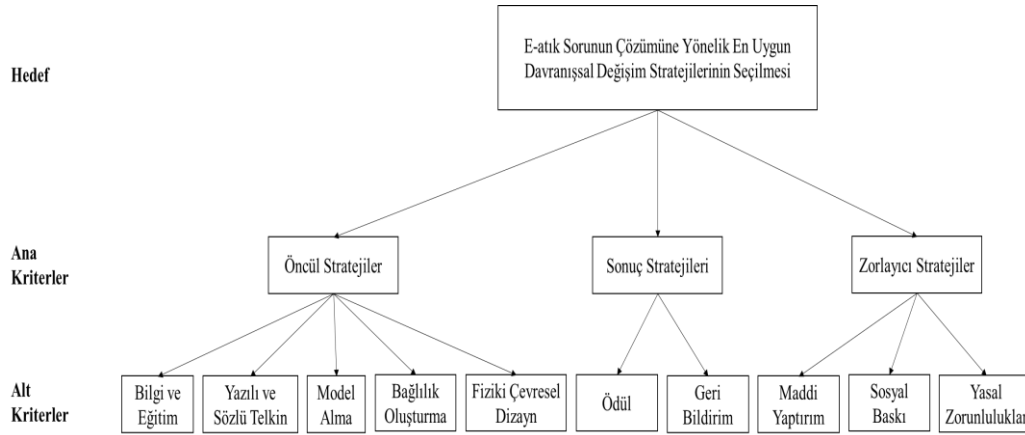 E-atık Sorunun Çözümüne Yönelik En Uygun
Davranışsal Değişim Stratejilerinin Seçilmesi
Hedef
Ana
Kriterler
Öncül Stratejiler
Sonuç Stratejileri
Zorlayıcı Stratejiler
Alt
Kriterler
Bilgi ve
Eğitim
Yazılı ve
Sözlü Telkin
Model
Alma
Bağlılık
Oluşturma
Fiziki Çevresel
Dizayn
Ödül
Geri
Bildirim
Maddi
Yaptırım
Sosyal
Baskı
Yasal
Zorunluluklar